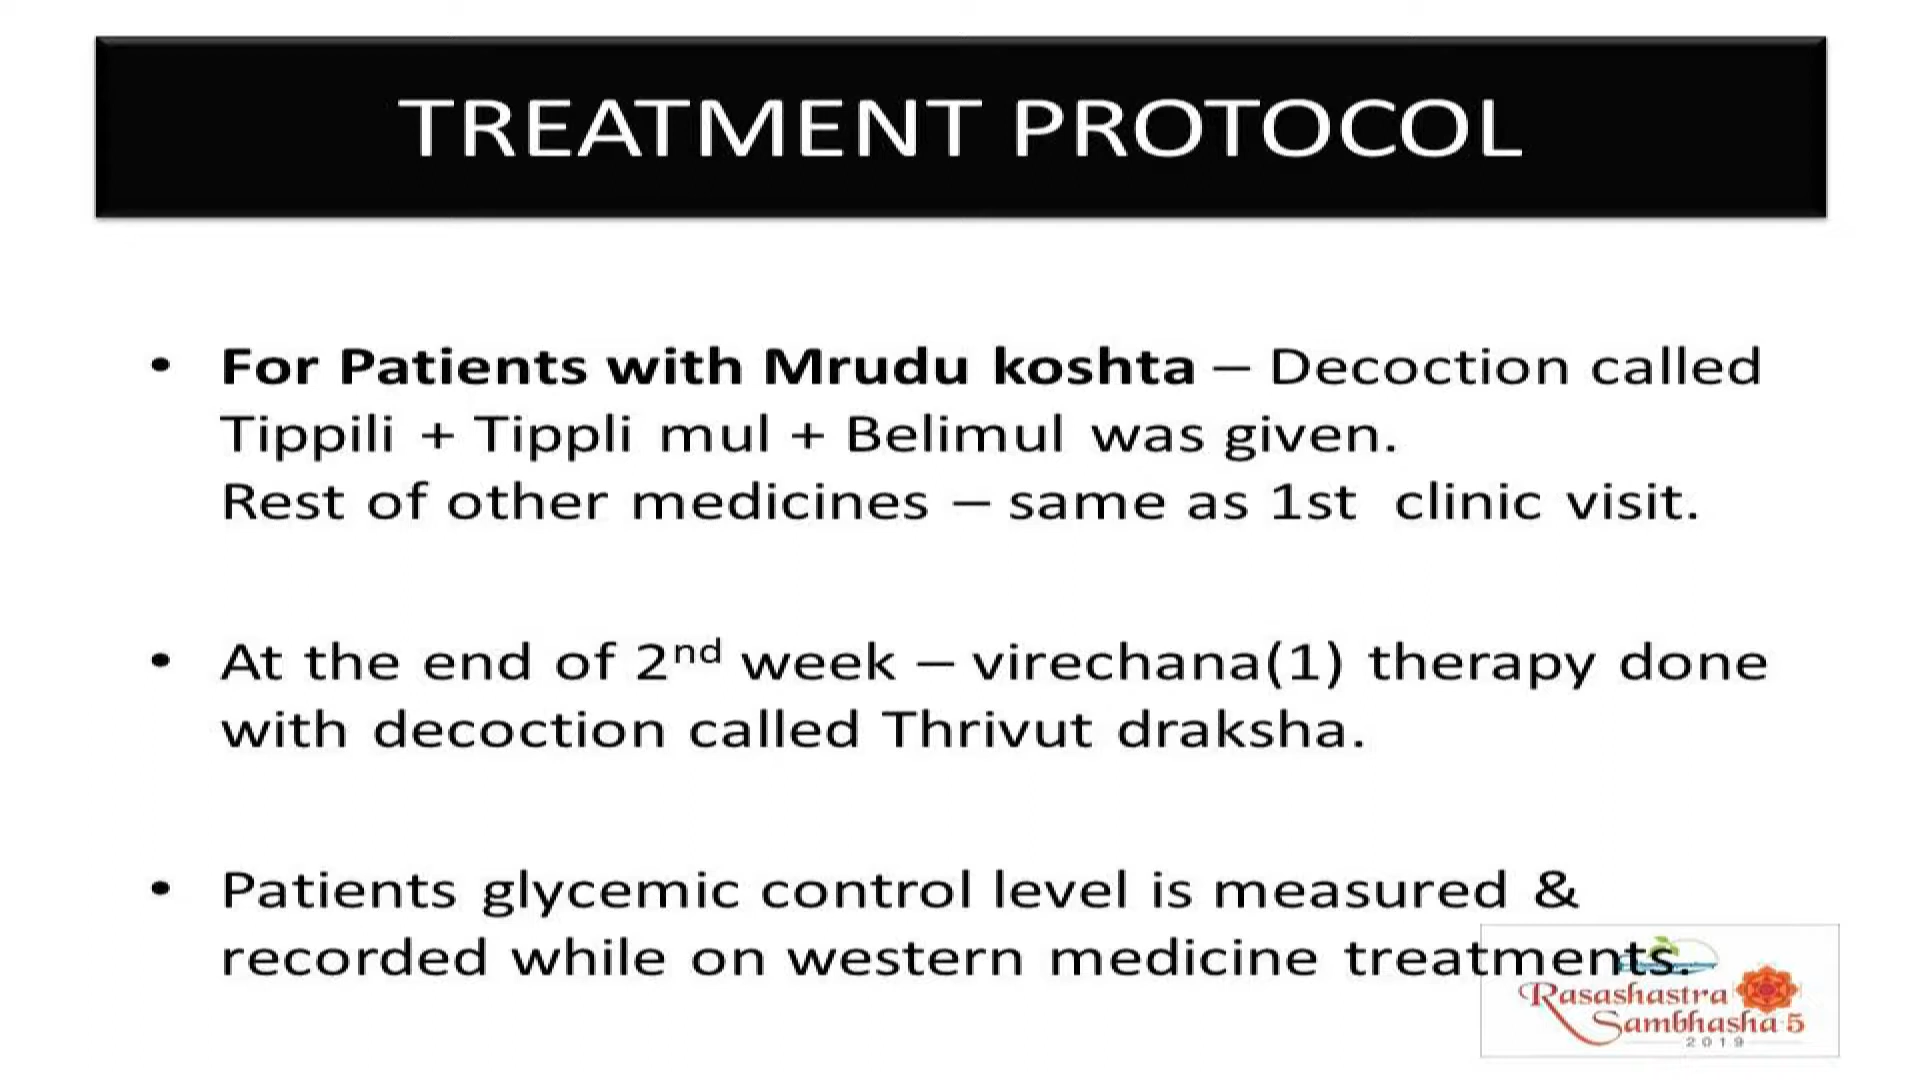 TREATMENT PROTOCOL
• For Patients with Mrudu koshta – Decoction called
Tippili + Tippli mul + Belimul was given.
Rest of other medicines – same as 1st clinic visit.
• At the end of 2nd week – virechana(1) therapy done
with decoction called Thrivut draksha.
• Patients glycemic control level is measured &
recorded while on western medicine treatments.
Rasashastra
Sambhasha 5
2019